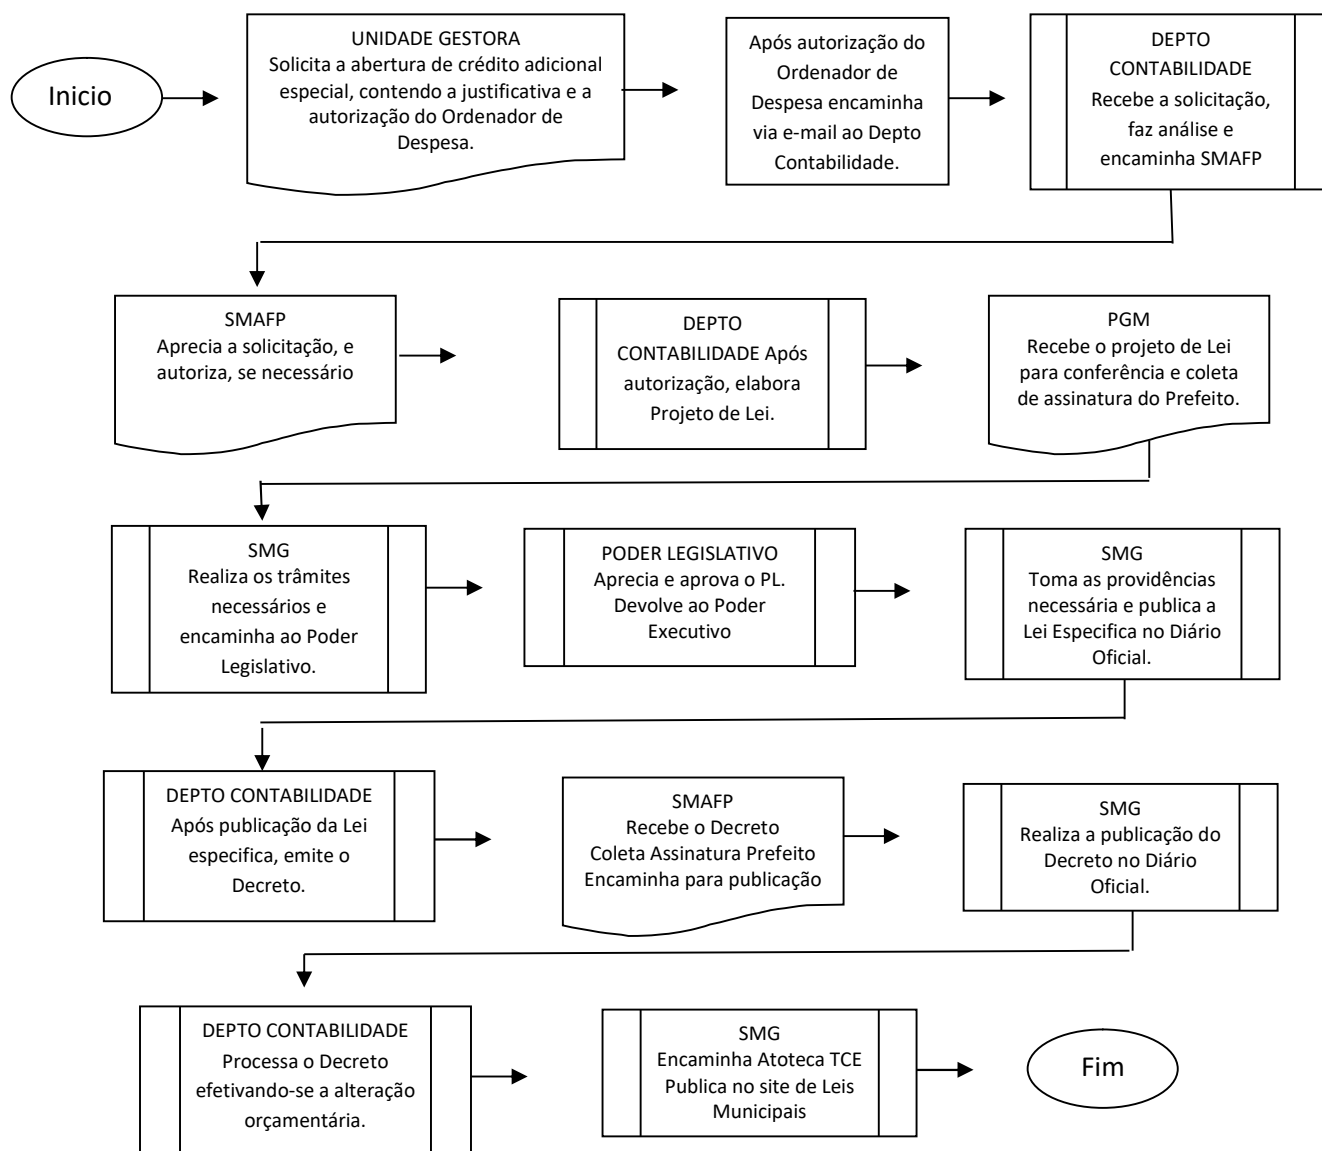 Inicio
UNIDADE GESTORA
Solicita a abertura de crédito adicional
especial, contendo a justificativa e a
autorização do Ordenador de
Despesa.
Após autorização do
Ordenador de
Despesa encaminha
via e-mail ao Depto
Contabilidade.
DEPTO
CONTABILIDADE
Recebe a solicitação,
faz análise e
encaminha SMAFP
SMAFP
Aprecia a solicitação, e
autoriza, se necessário
DEPTO
CONTABILIDADE Após
autorização, elabora
Projeto de Lei.
PGM
Recebe o projeto de Lei
para conferência e coleta
de assinatura do Prefeito.
SMG
Realiza os trâmites
necessários e
encaminha ao Poder
Legislativo.
PODER LEGISLATIVO
Aprecia e aprova o PL.
Devolve ao Poder
Executivo
SMG
Toma as providências
necessária e publica a
Lei Especifica no Diário
Oficial.
DEPTO CONTABILIDADE
Após publicação da Lei
especifica, emite o
Decreto.
SMAFP
Recebe o Decreto
Coleta Assinatura Prefeito
Encaminha para publicação
SMG
Realiza a publicação do
Decreto no Diário
Oficial.
DEPTO CONTABILIDADE
Processa o Decreto
efetivando-se a alteração
orçamentária.
SMG
Encaminha Atoteca TCE
Publica no site de Leis
Municipais
Fim